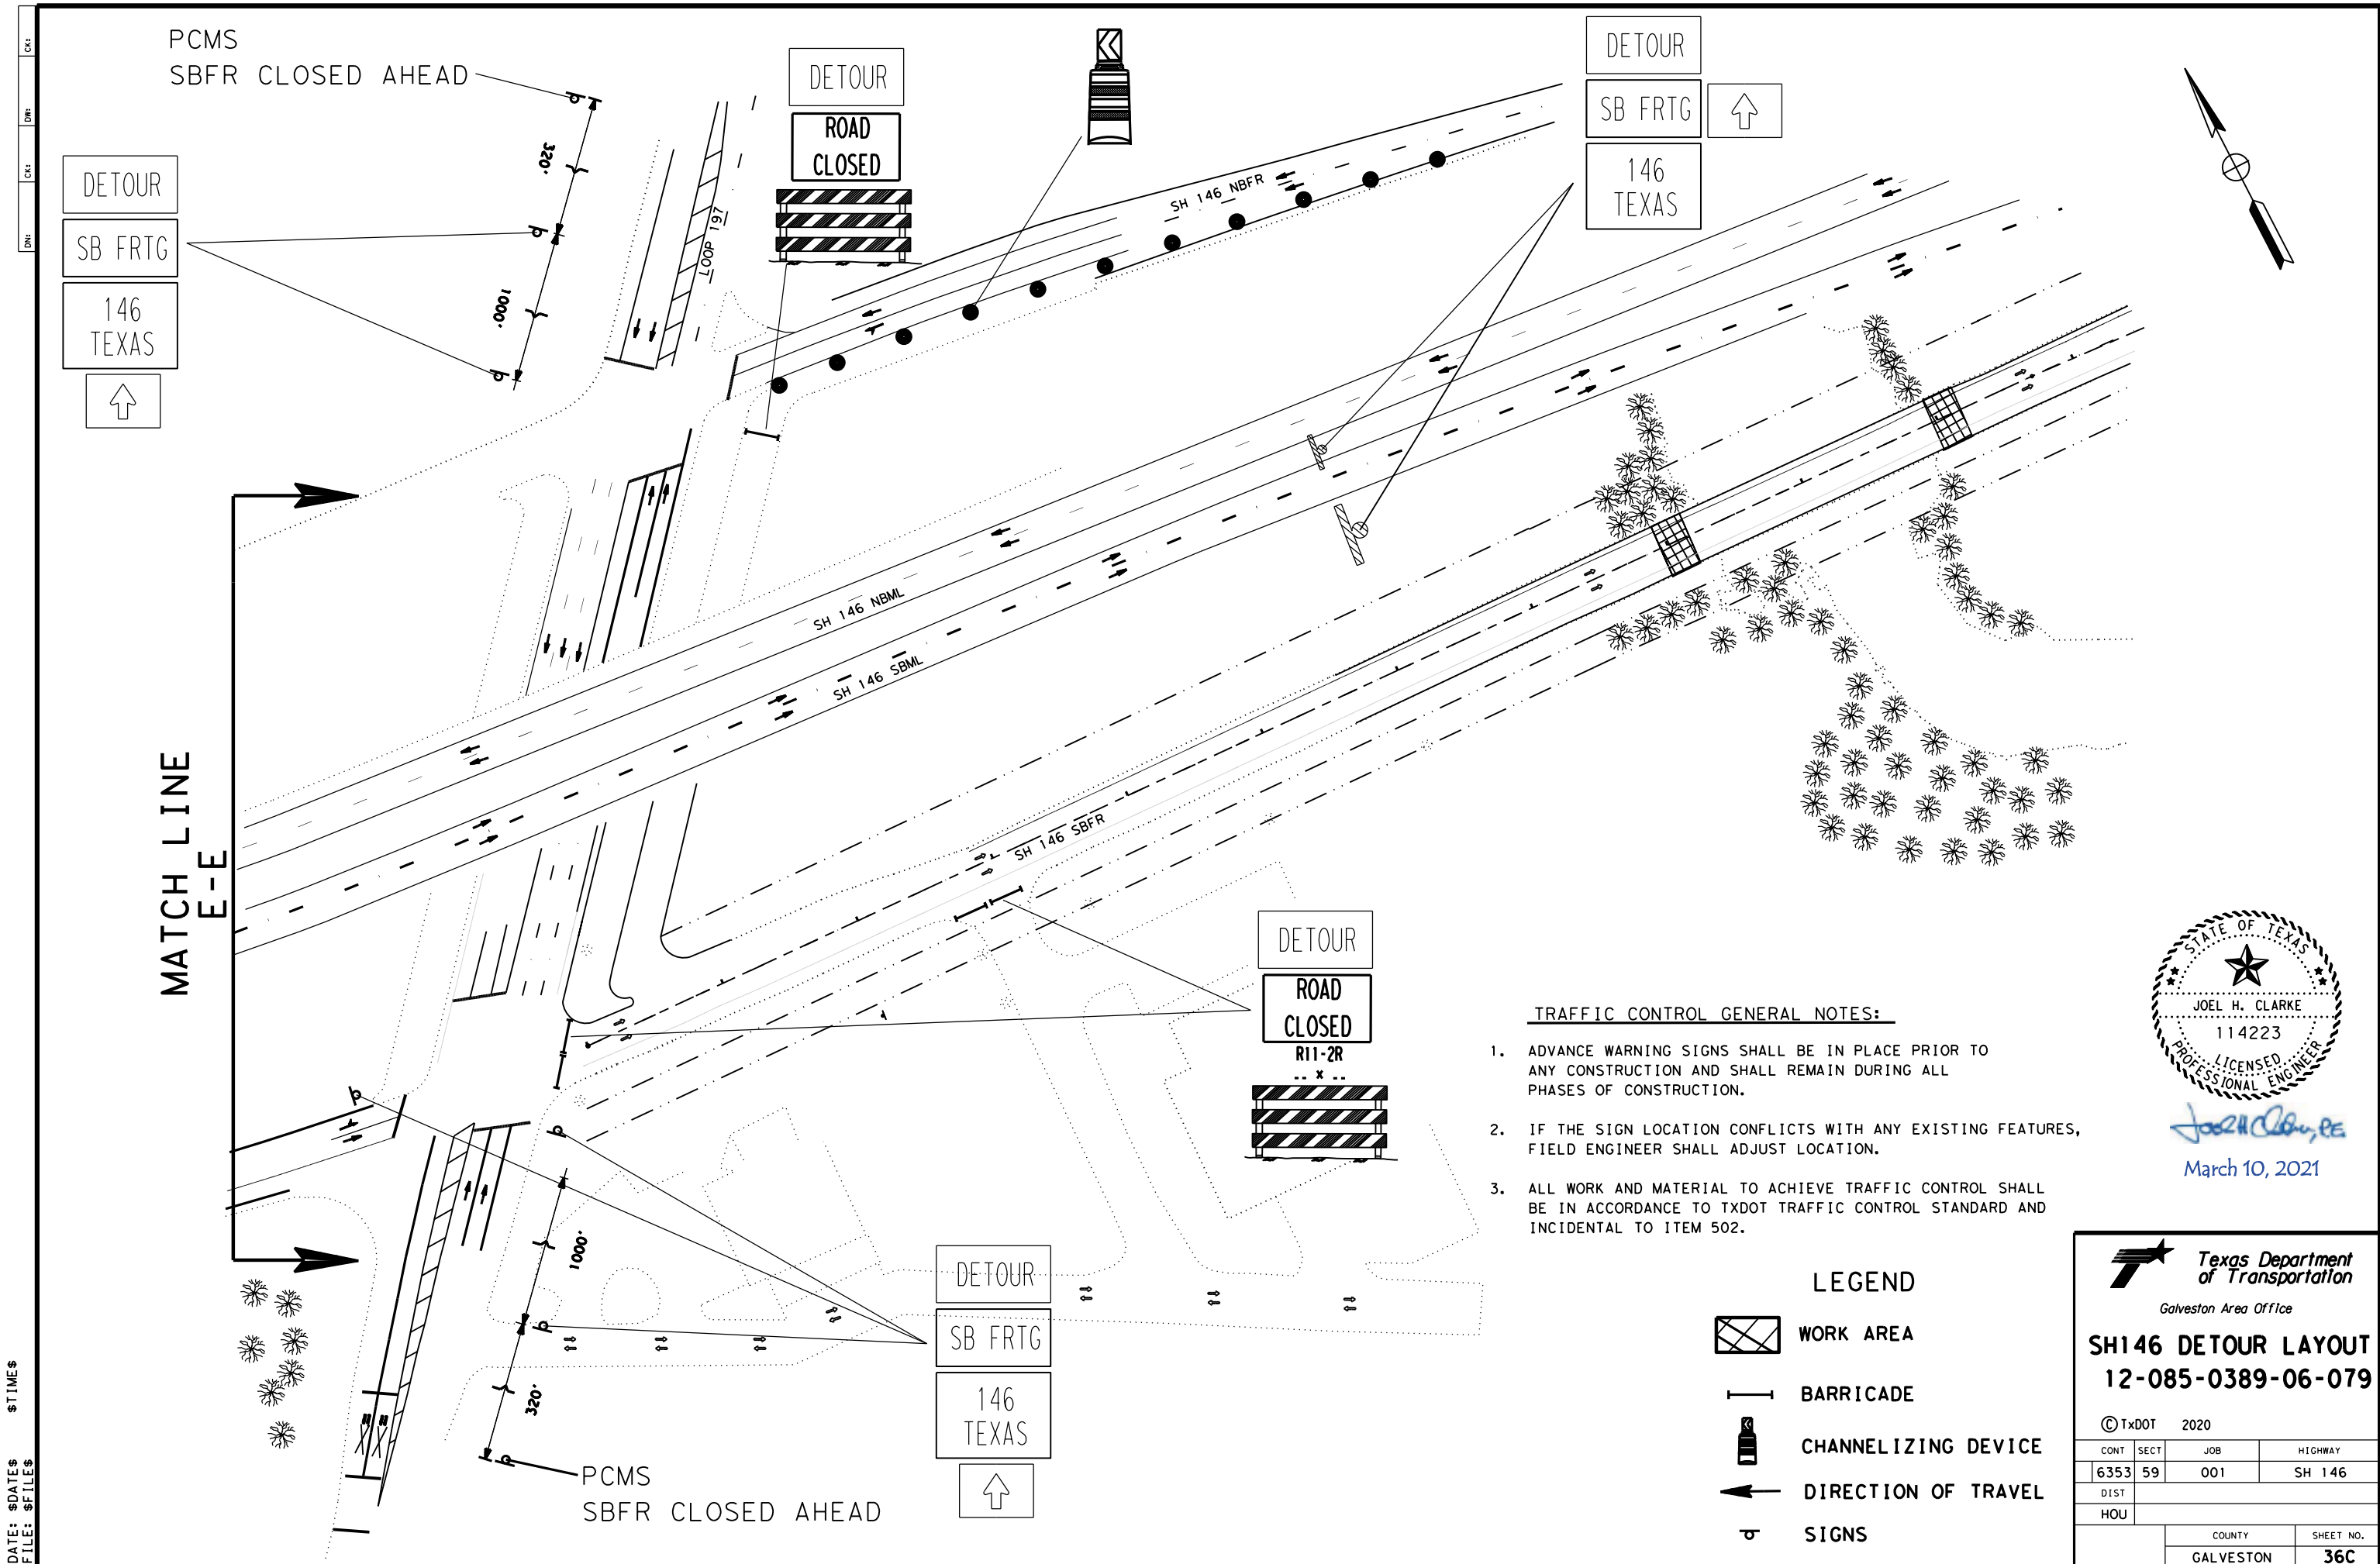 CK:
DW:
CK:
DN:
PCMS
SBFR CLOSED AHEAD
DETOUR
SB FRTG
146
TEXAS
320'
1000'
LOOP 197
DETOUR
ROAD
CLOSED
SH 146 NBFR
DETOUR
SB FRTG
146
TEXAS
MATCH LINE
E-E
SH 146 NBML
SH 146 SBML
SH 146 SBFR
DETOUR
ROAD
CLOSED
R11-2R
-- x --
1000'
320'
DETOUR
SB FRTG
146
TEXAS
PCMS
SBFR CLOSED AHEAD
TRAFFIC CONTROL GENERAL NOTES:
1. ADVANCE WARNING SIGNS SHALL BE IN PLACE PRIOR TO
ANY CONSTRUCTION AND SHALL REMAIN DURING ALL
PHASES OF CONSTRUCTION.
2. IF THE SIGN LOCATION CONFLICTS WITH ANY EXISTING FEATURES,
FIELD ENGINEER SHALL ADJUST LOCATION.
3. ALL WORK AND MATERIAL TO ACHIEVE TRAFFIC CONTROL SHALL
BE IN ACCORDANCE TO TXDOT TRAFFIC CONTROL STANDARD AND
INCIDENTAL TO ITEM 502.
LEGEND
WORK AREA
BARRICADE
CHANNELIZING DEVICE
DIRECTION OF TRAVEL
SIGNS
STATE OF TEXAS
JOEL H. CLARKE
114223
LICENSED
PROFESSIONAL ENGINEER
Joel H Clarke, P.E.
March 10, 2021
Texas Department
of Transportation
Galveston Area Office
SH146 DETOUR LAYOUT
12-085-0389-06-079
© TxDOT 2020
CONT SECT JOB HIGHWAY
6353 59 001 SH 146
DIST
HOU
COUNTY SHEET NO.
GALVESTON 36C
DATE: $DATE$ $TIME$
FILE: $FILE$